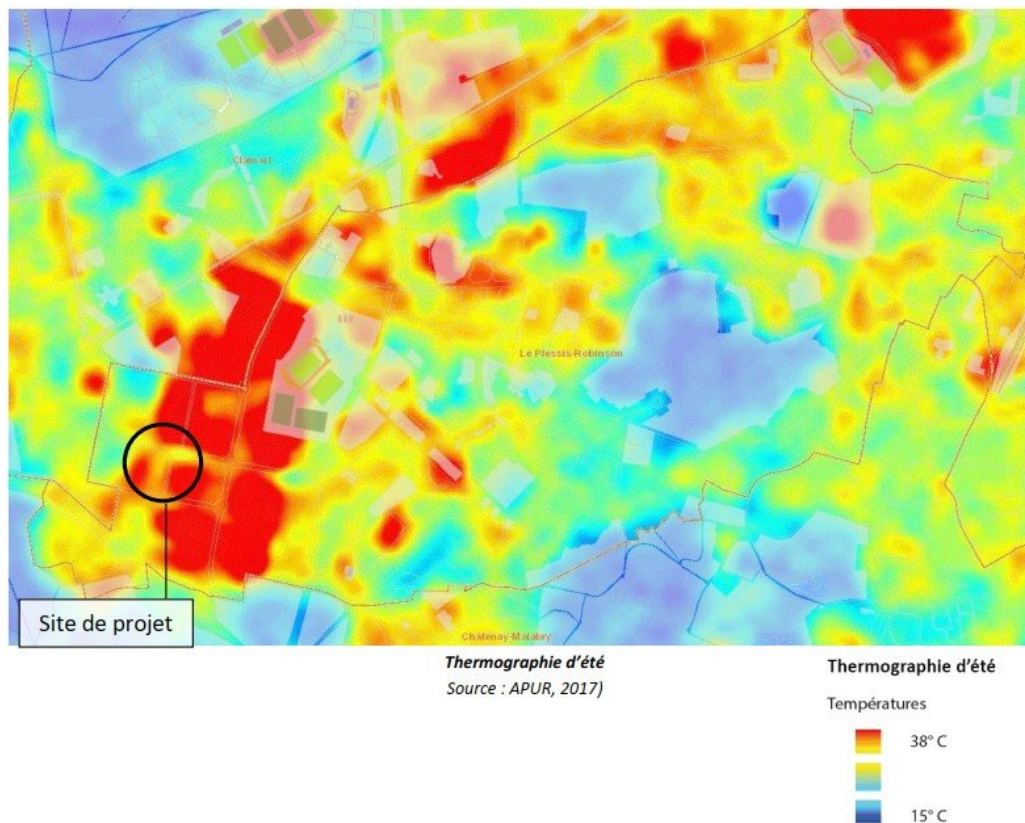 Clamart
Le Plessis-Robinson
Site de projet
Châtenay-Malabry
Thermographie d'été
Source : APUR, 2017)
Thermographie d'été
Températures
38° C
15° C